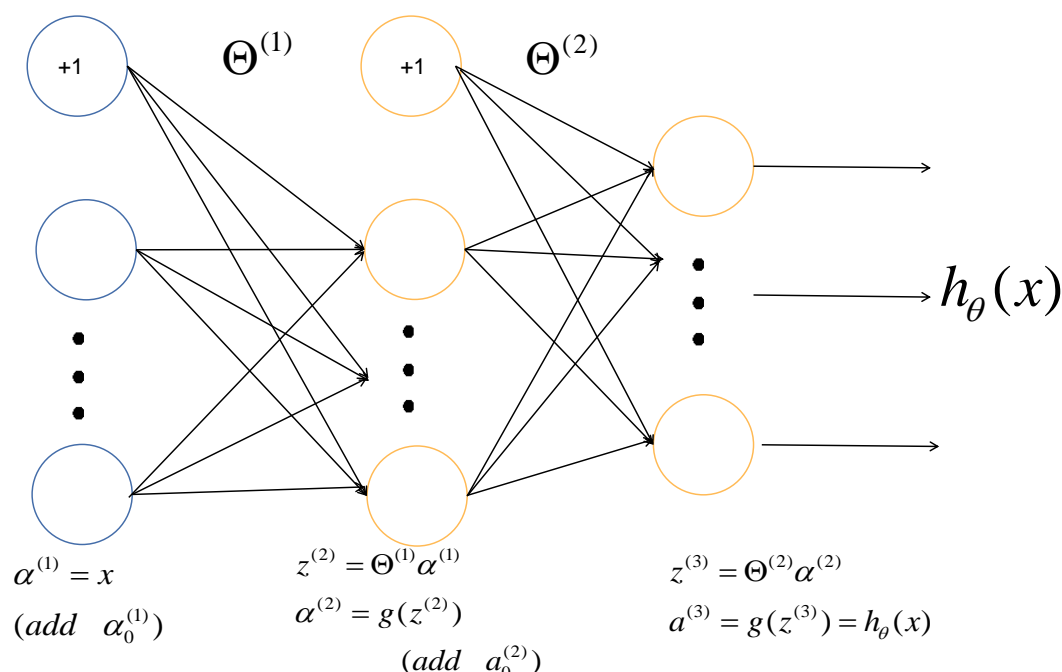 +1 Θ^(1) +1 Θ^(2)
h_θ(x)
α^(1) = x
(add α_0^(1))
z^(2) = Θ^(1) α^(1)
α^(2) = g(z^(2))
(add a_0^(2))
z^(3) = Θ^(2) α^(2)
a^(3) = g(z^(3)) = h_θ(x)